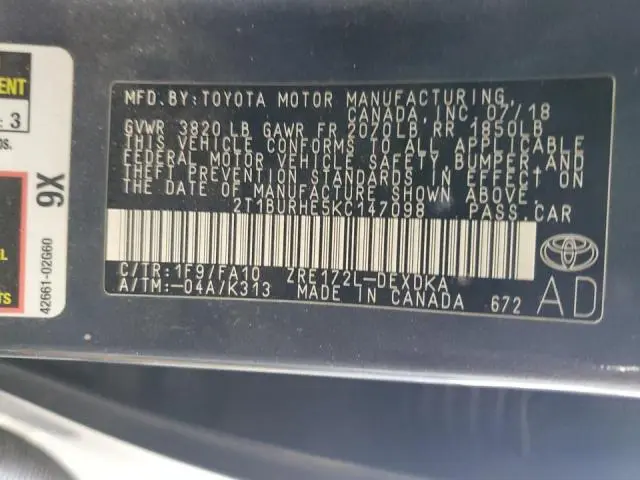 MFD.BY:TOYOTA MOTOR MANUFACTURING,
CANADA, INC. 07/18
GVWR 3820 LB GAWR FR 2070LB RR 1850LB
THIS VEHICLE CONFORMS TO ALL APPLICABLE
FEDERAL MOTOR VEHICLE SAFETY, BUMPER AND
THEFT PREVENTION STANDARDS IN EFFECT ON
THE DATE OF MANUFACTURE SHOWN ABOVE.
2T1BURHE5KC147098 PASS.CAR
C/TR:1F9/FA10 ZRE172L-DEXDKA
A/TM:-04A/K313 MADE IN CANADA 672
AD
9X
42661-02G60
: 3